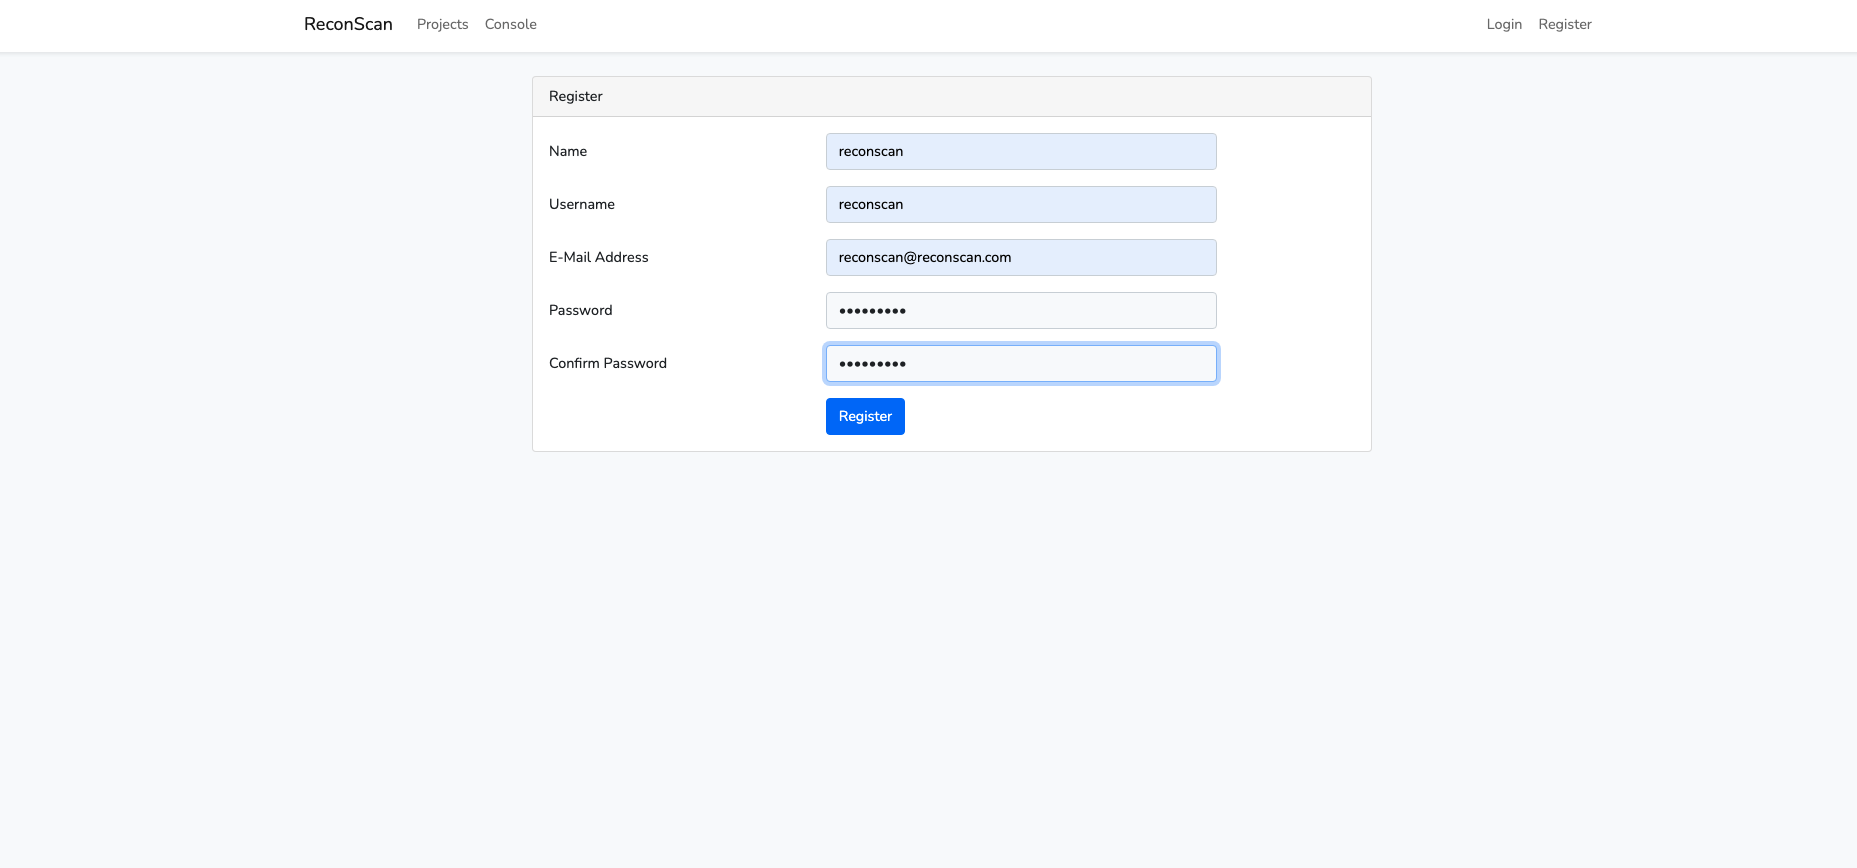 ReconScan Projects Console Login Register
Register
Name reconscan
Username reconscan
E-Mail Address reconscan@reconscan.com
Password •••••••••
Confirm Password •••••••••
Register